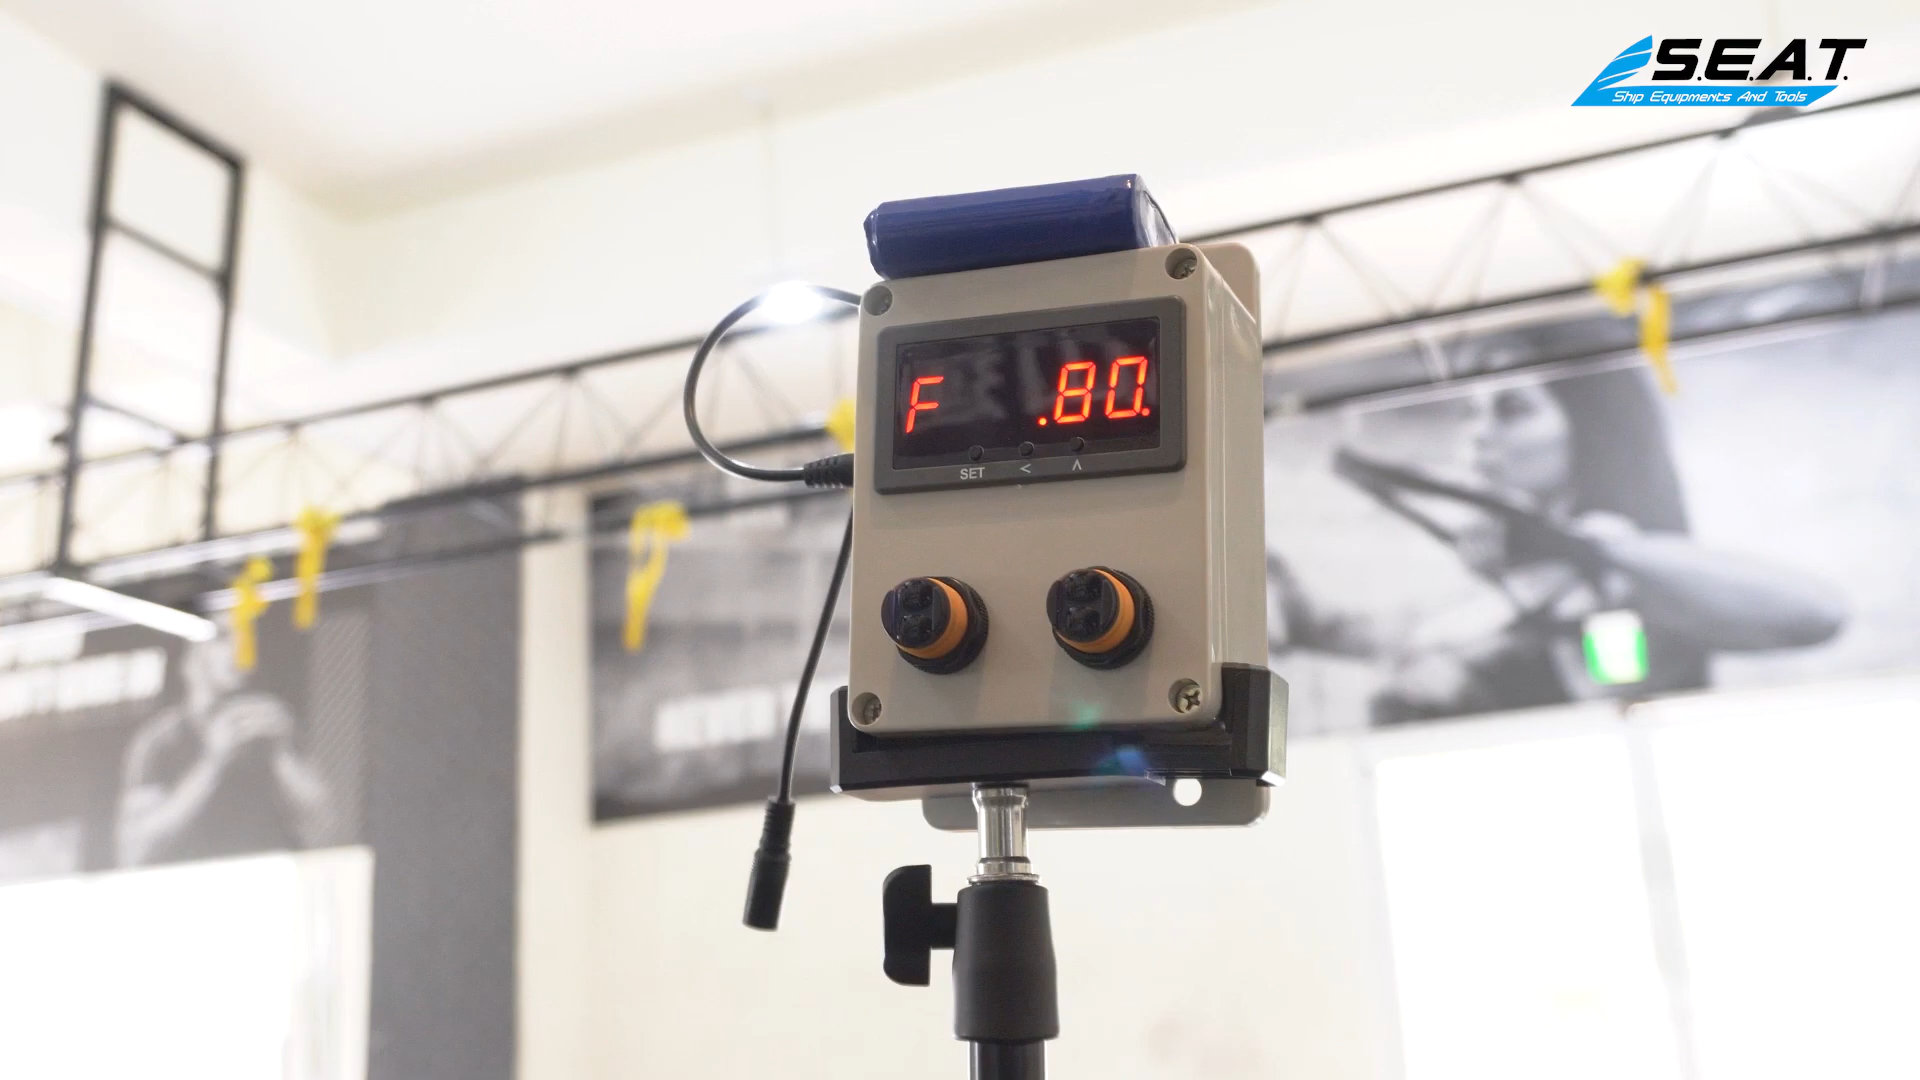 S.E.A.T.
Ship Equipments And Tools
F .80.
SET < ∧